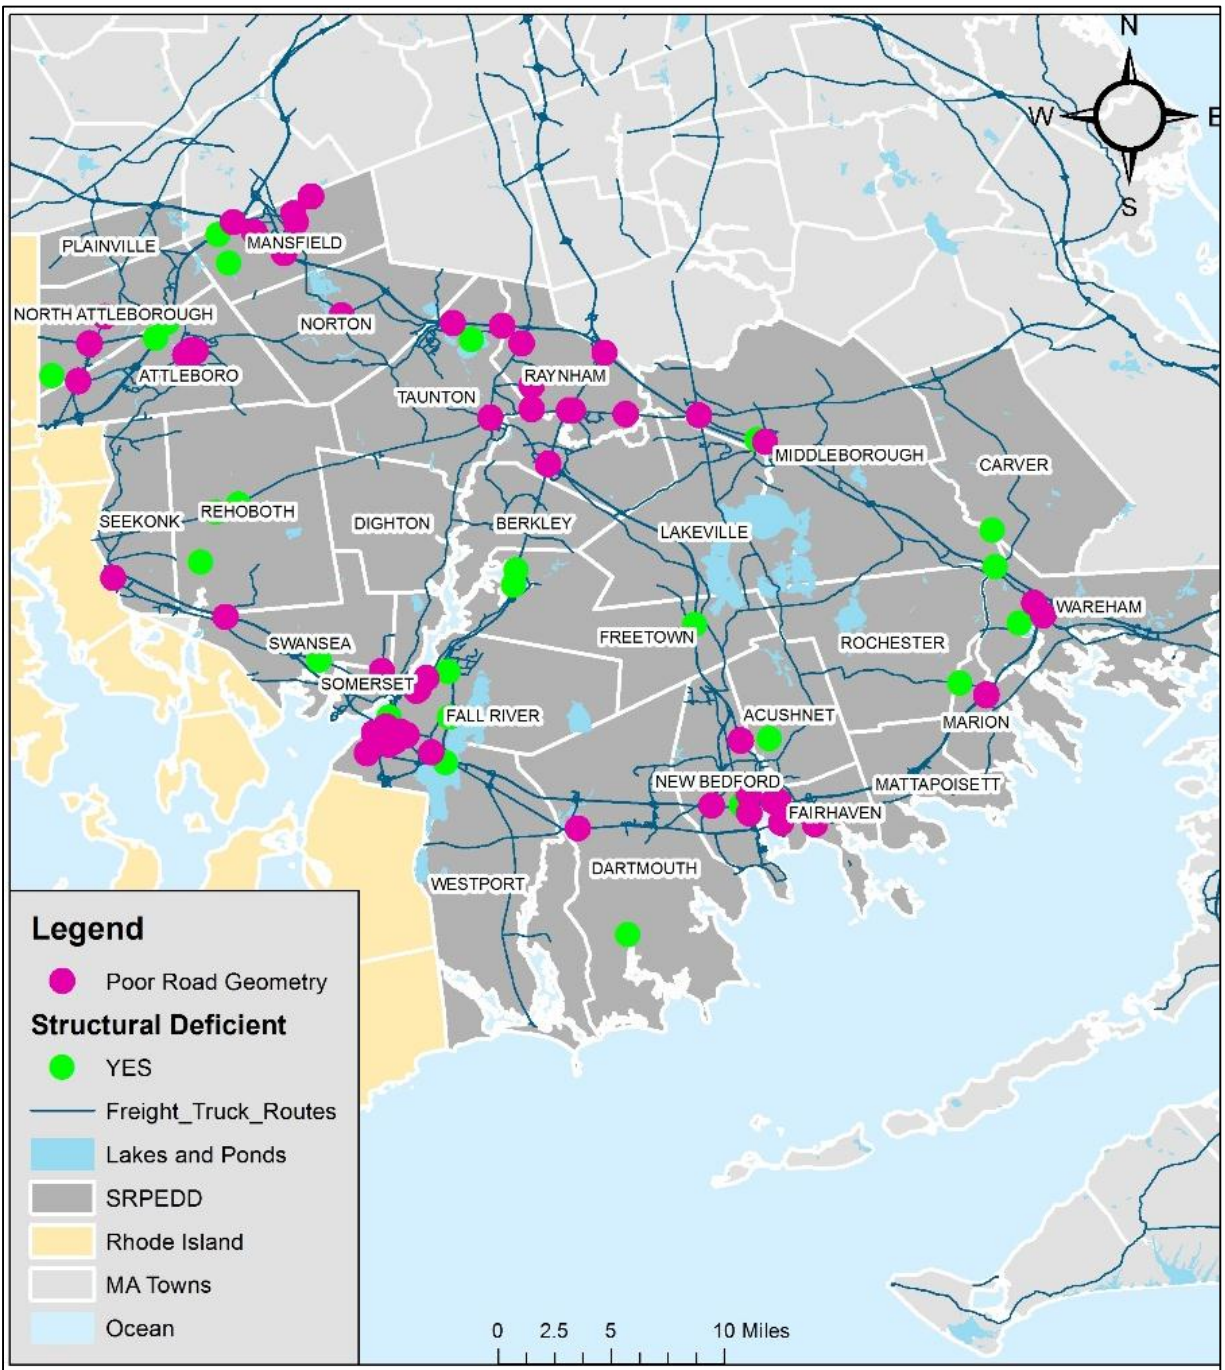 N
W
E
S
PLAINVILLE
MANSFIELD
NORTH ATTLEBOROUGH
NORTON
ATTLEBORO
RAYNHAM
TAUNTON
MIDDLEBOROUGH
CARVER
REHOBOTH
SEEKONK
DIGHTON
BERKLEY
LAKEVILLE
WAREHAM
FREETOWN
ROCHESTER
SWANSEA
SOMERSET
FALL RIVER
ACUSHNET
MARION
NEW BEDFORD
MATTAPOISETT
FAIRHAVEN
DARTMOUTH
WESTPORT
Legend
Poor Road Geometry
Structural Deficient
YES
Freight_Truck_Routes
Lakes and Ponds
SRPEDD
Rhode Island
MA Towns
Ocean
0 2.5 5 10 Miles